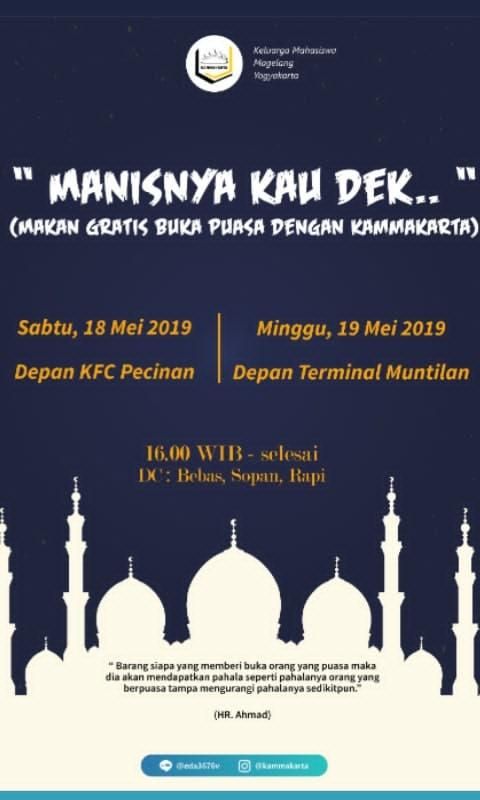 Keluarga Mahasiswa
Magelang
Yogyakarta
" MANISNYA KAU DEK.. "
(MAKAN GRATIS BUKA PUASA DENGAN KAMMAKARTA)
Sabtu, 18 Mei 2019
Depan KFC Pecinan
Minggu, 19 Mei 2019
Depan Terminal Muntilan
16.00 WIB - selesai
DC : Bebas, Sopan, Rapi
" Barang siapa yang memberi buka orang yang puasa maka
dia akan mendapatkan pahala seperti pahalanya orang yang
berpuasa tampa mengurangi pahalanya sedikitpun."
(HR. Ahmad)
@eda3676v
@kammakarta